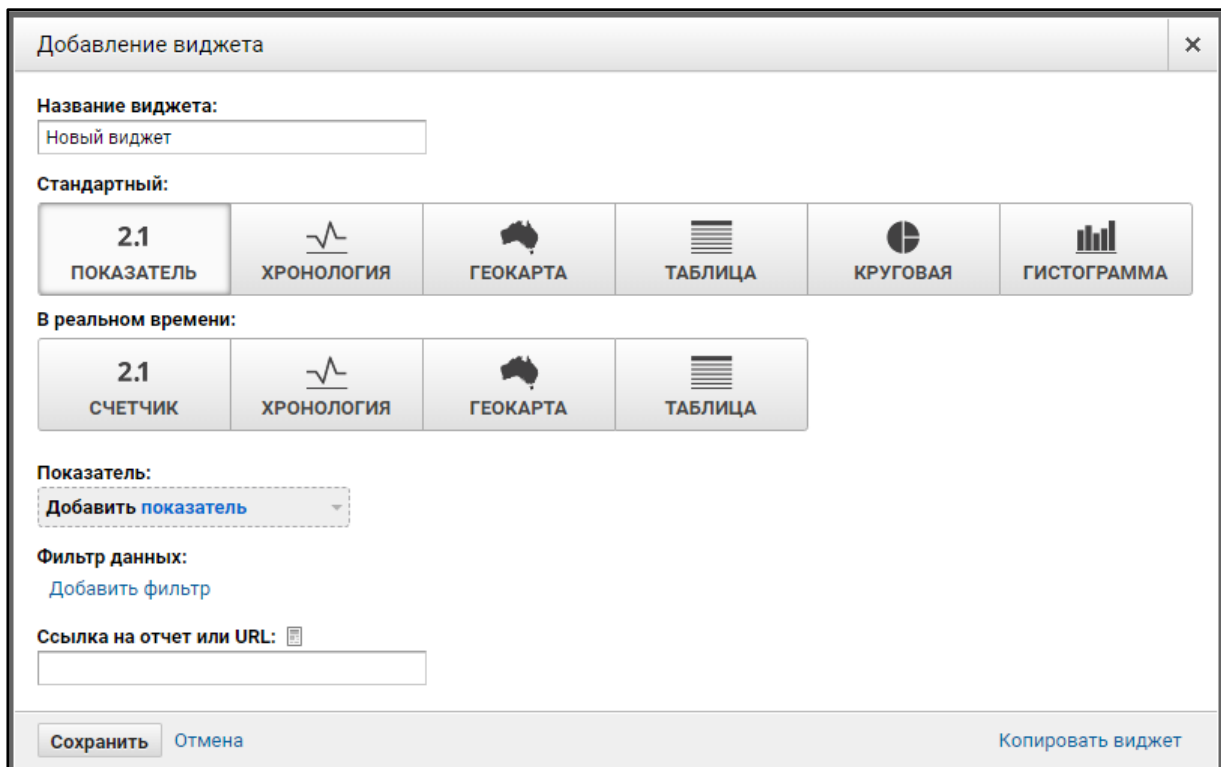 Добавление виджета
Название виджета:
Новый виджет
Стандартный:
2.1
ПОКАЗАТЕЛЬ ХРОНОЛОГИЯ ГЕОКАРТА ТАБЛИЦА КРУГОВАЯ ГИСТОГРАММА
В реальном времени:
2.1
СЧЕТЧИК ХРОНОЛОГИЯ ГЕОКАРТА ТАБЛИЦА
Показатель:
Добавить показатель
Фильтр данных:
Добавить фильтр
Ссылка на отчет или URL:
Сохранить Отмена Копировать виджет